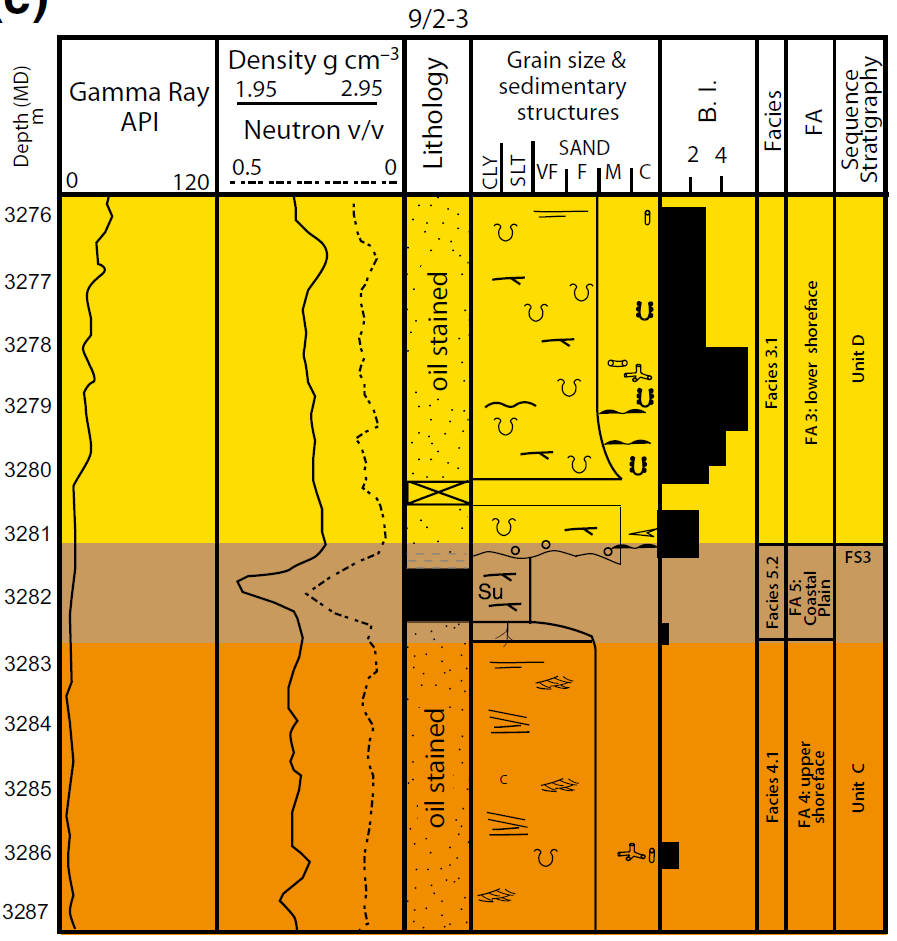 (c)
9/2-3
Depth (MD)
m
Gamma Ray
API
0 120
Density g cm⁻³
1.95 2.95
Neutron v/v
0.5 0
Lithology
Grain size &
sedimentary
structures
SAND
CLY SLT VF F M C
B. I.
2 4
Facies
FA
Sequence
Stratigraphy
3276
3277
3278
3279
3280
3281
3282
3283
3284
3285
3286
3287
oil stained
oil stained
Su
c
Facies 3.1
Facies 5.2
Facies 4.1
FA 3: lower shoreface
FA 5:
Coastal
Plain
FA 4: upper
shoreface
Unit D
FS3
Unit C